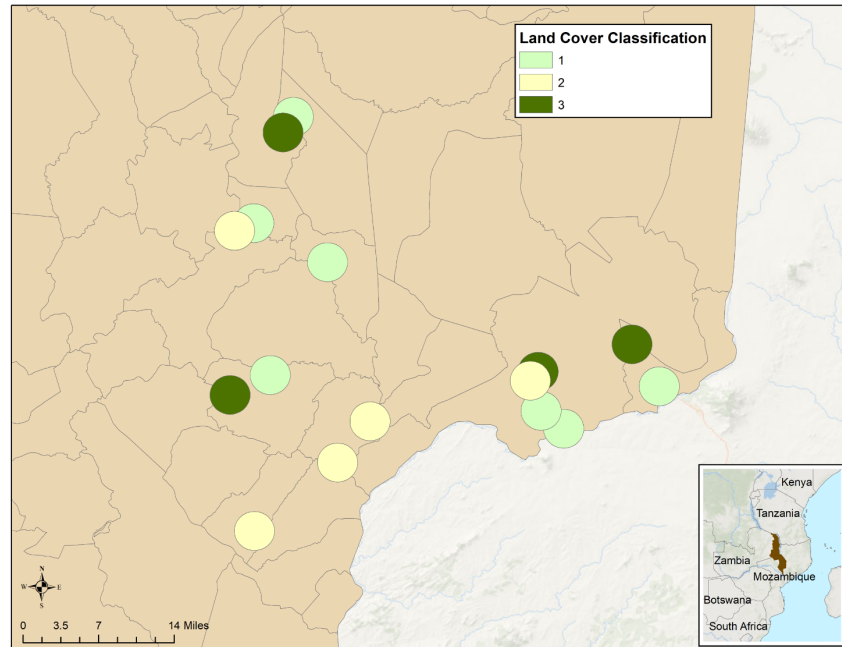 Land Cover Classification
1
2
3
Kenya
Tanzania
Zambia
Mozambique
Botswana
South Africa
N
W E
S
0 3.5 7 14 Miles